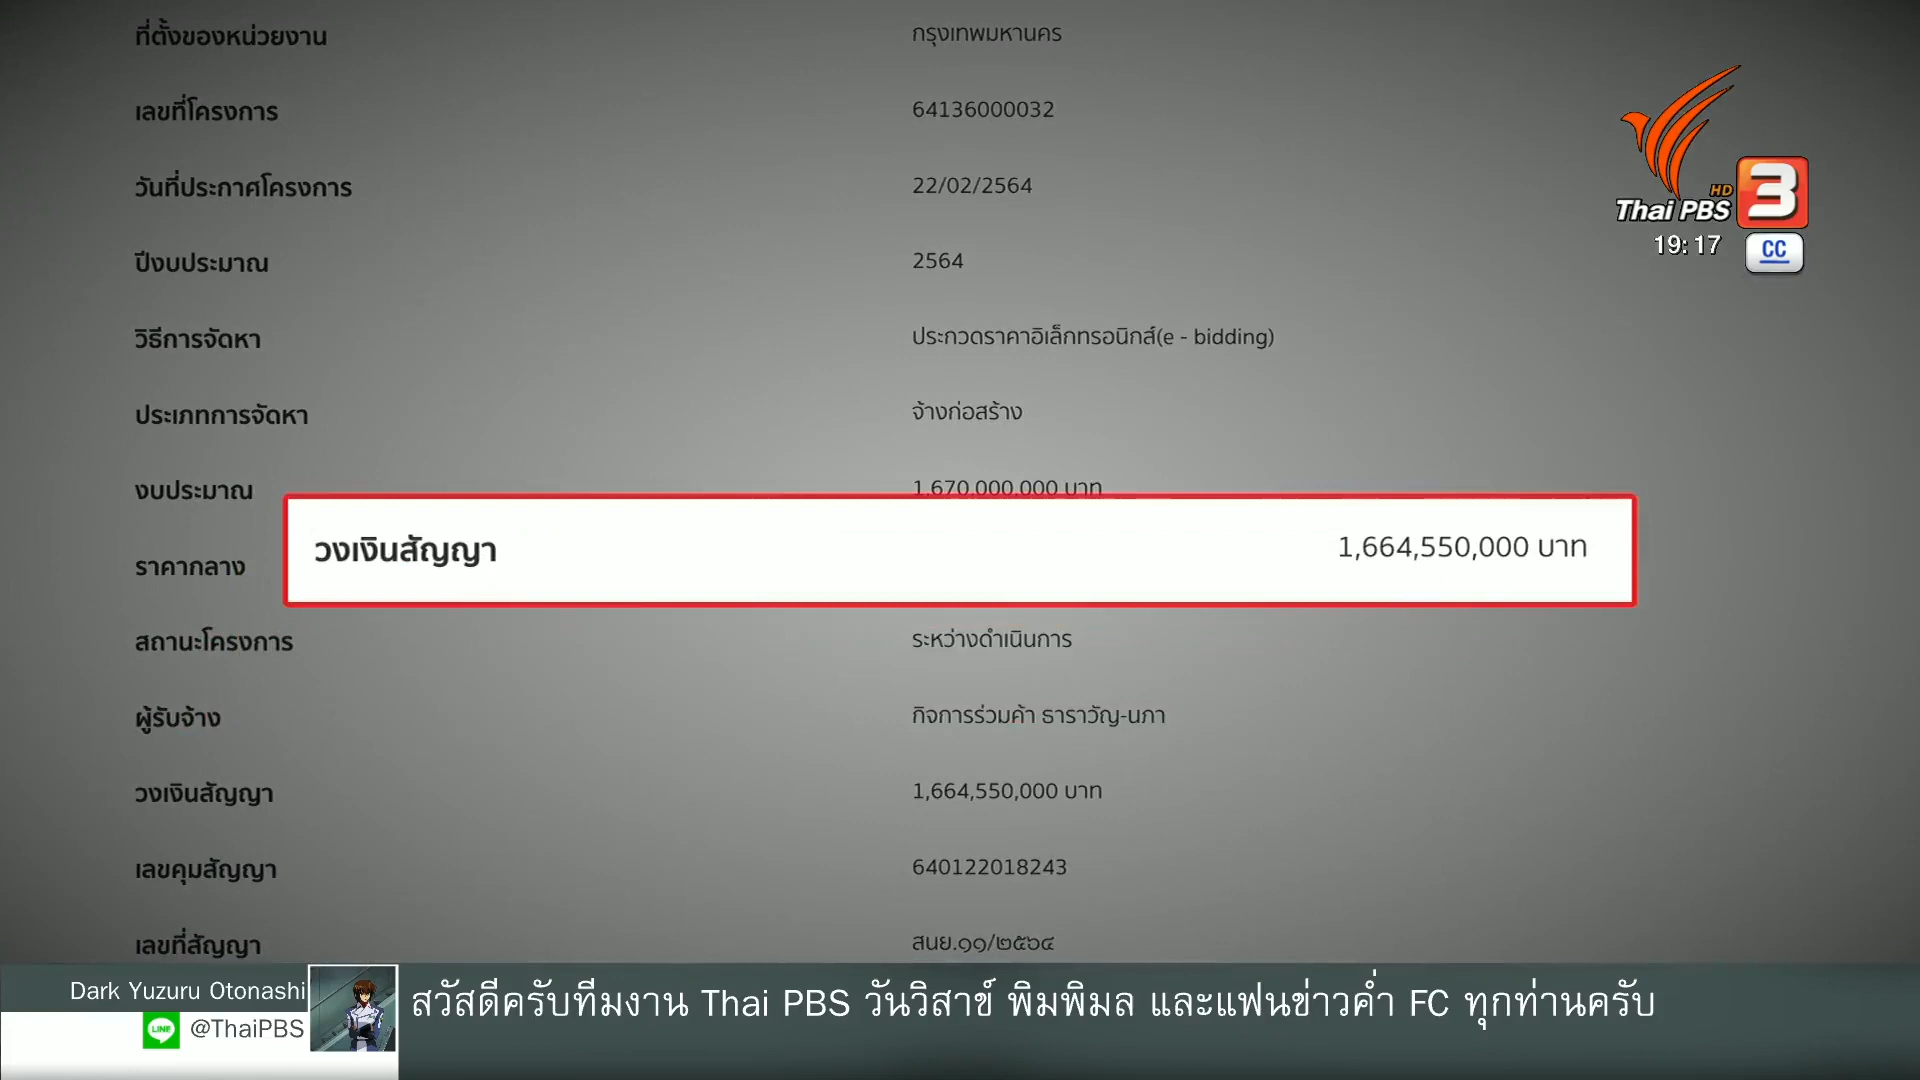 ที่ตั้งของหน่วยงาน กรุงเทพมหานคร
เลขที่โครงการ 64136000032
วันที่ประกาศโครงการ 22/02/2564
ปีงบประมาณ 2564
วิธีการจัดหา ประกวดราคาอิเล็กทรอนิกส์(e - bidding)
ประเภทการจัดหา จ้างก่อสร้าง
งบประมาณ 1,670,000,000 บาท
วงเงินสัญญา 1,664,550,000 บาท
ราคากลาง
สถานะโครงการ ระหว่างดำเนินการ
ผู้รับจ้าง กิจการร่วมค้า ธาราวัญ-นภา
วงเงินสัญญา 1,664,550,000 บาท
เลขคุมสัญญา 640122018243
เลขที่สัญญา สนย.๑๑/๒๕๖๔
HD
Thai PBS 3
19:17 CC
Dark Yuzuru Otonashi
LINE @ThaiPBS
สวัสดีครับทีมงาน Thai PBS วันวิสาข์ พิมพิมล และแฟนข่าวค่ำ FC ทุกท่านครับ